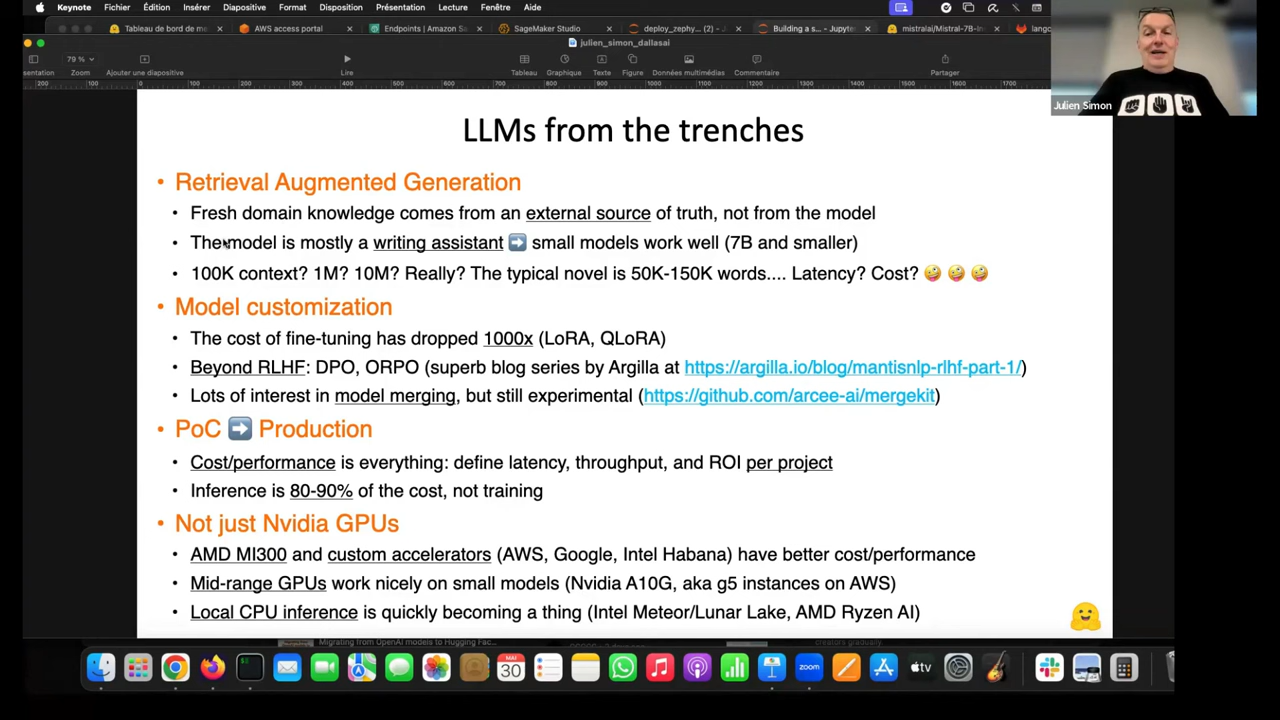 Keynote Fichier Édition Insérer Diapositive Format Disposition Présentation Lecture Fenêtre Aide
Tableau de bord de me AWS access portal Endpoints | Amazon Sa SageMaker Studio deploy_zephy (2) - J Building a s... - Jupyte mistralai/Mistral-7B-In langc
julien_simon_dallasai
79 %
sentation Zoom Ajouter une diapositive Lire Tableau Graphique Texte Figure Données multimédias Commentaire Partager
200 100 0 100 200 300 400 500 600 700 800 900 1000 1100 1200 1300 1400 1500 1600 1700
Julien Simon
LLMs from the trenches
• Retrieval Augmented Generation
• Fresh domain knowledge comes from an external source of truth, not from the model
• The model is mostly a writing assistant ➡️ small models work well (7B and smaller)
• 100K context? 1M? 10M? Really? The typical novel is 50K-150K words.... Latency? Cost? 🤪 🤪 🤪
• Model customization
• The cost of fine-tuning has dropped 1000x (LoRA, QLoRA)
• Beyond RLHF: DPO, ORPO (superb blog series by Argilla at https://argilla.io/blog/mantisnlp-rlhf-part-1/)
• Lots of interest in model merging, but still experimental (https://github.com/arcee-ai/mergekit)
• PoC ➡️ Production
• Cost/performance is everything: define latency, throughput, and ROI per project
• Inference is 80-90% of the cost, not training
• Not just Nvidia GPUs
• AMD MI300 and custom accelerators (AWS, Google, Intel Habana) have better cost/performance
• Mid-range GPUs work nicely on small models (Nvidia A10G, aka g5 instances on AWS)
• Local CPU inference is quickly becoming a thing (Intel Meteor/Lunar Lake, AMD Ryzen AI)
Migrating from OpenAI models to Hugging Fac...
creators gradually
MAI
30
zoom
tv